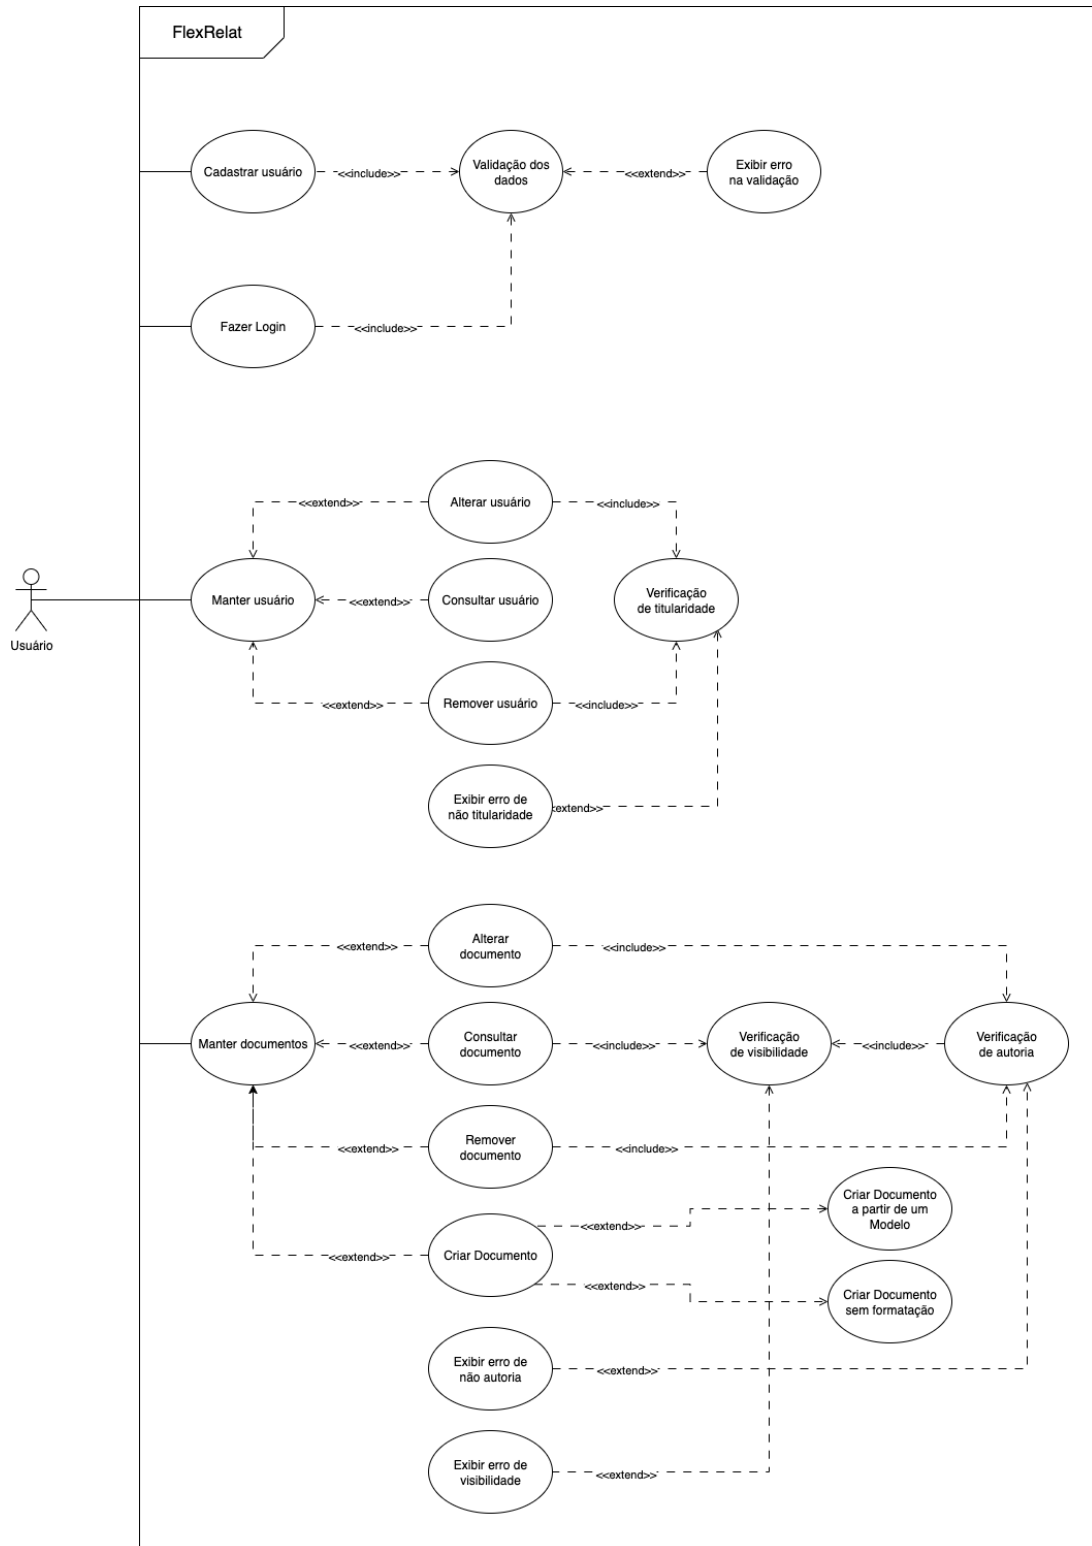 FlexRelat
Cadastrar usuário
<<include>>
Validação dos
dados
<<extend>>
Exibir erro
na validação
Fazer Login
<<include>>
Alterar usuário
<<extend>>
<<include>>
Usuário
Manter usuário
<<extend>>
Consultar usuário
Verificação
de titularidade
<<extend>>
Remover usuário
<<include>>
Exibir erro de
não titularidade
extend>>
Alterar
documento
<<extend>>
<<include>>
Manter documentos
<<extend>>
Consultar
documento
<<include>>
Verificação
de visibilidade
<<include>>
Verificação
de autoria
<<extend>>
Remover
documento
<<include>>
Criar Documento
a partir de um
Modelo
<<extend>>
<<extend>>
Criar Documento
<<extend>>
Criar Documento
sem formatação
Exibir erro de
não autoria
<<extend>>
Exibir erro de
visibilidade
<<extend>>